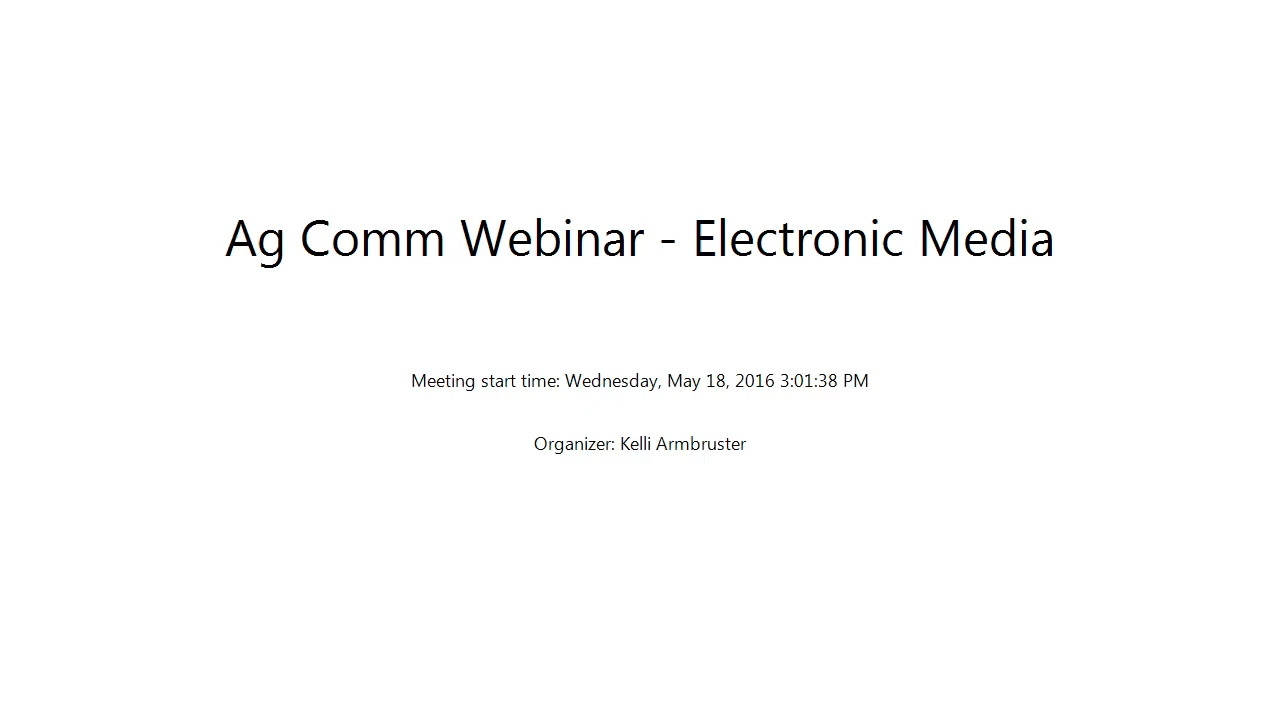 Ag Comm Webinar - Electronic Media
Meeting start time: Wednesday, May 18, 2016 3:01:38 PM
Organizer: Kelli Armbruster